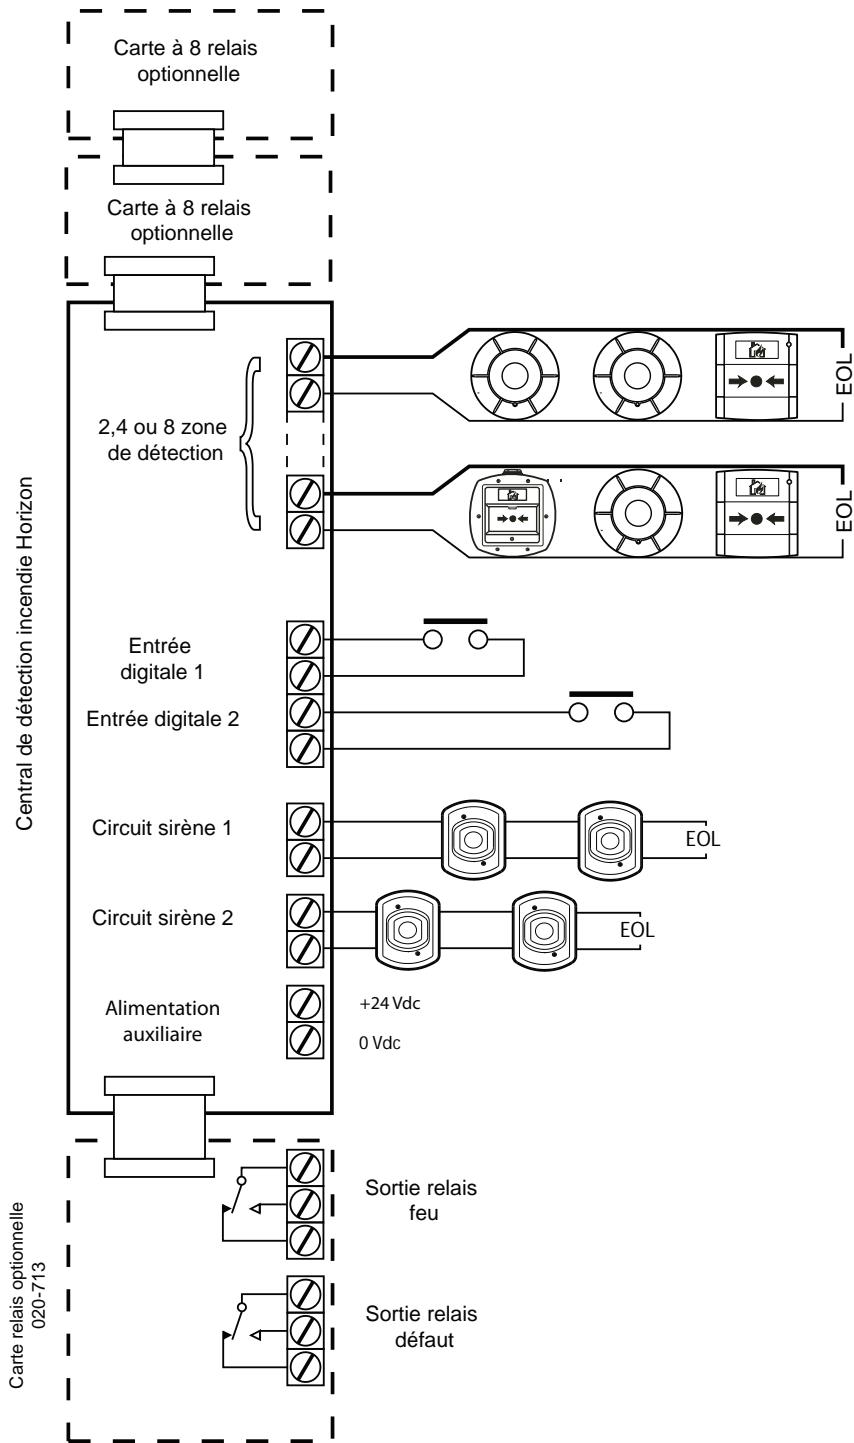 Carte à 8 relais
optionnelle
Carte à 8 relais
optionnelle
Central de détection incendie Horizon
2,4 ou 8 zone
de détection
EOL
EOL
Entrée
digitale 1
Entrée digitale 2
Circuit sirène 1
EOL
Circuit sirène 2
EOL
Alimentation
auxiliaire
+24 Vdc
0 Vdc
Carte relais optionnelle
020-713
Sortie relais
feu
Sortie relais
défaut